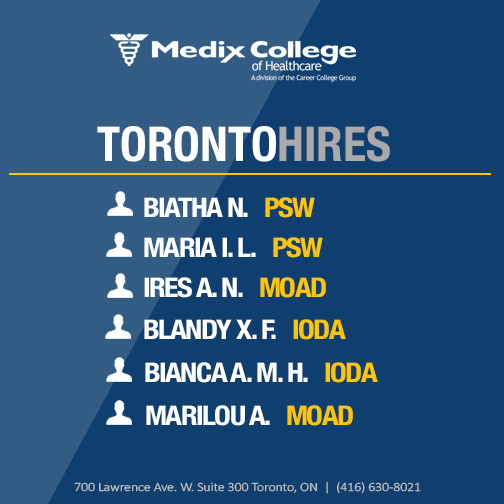 Medix College
of Healthcare
A division of the Career College Group
TORONTOHIRES
BIATHA N. PSW
MARIA I. L. PSW
IRES A. N. MOAD
BLANDY X. F. IODA
BIANCA A. M. H. IODA
MARILOU A. MOAD
700 Lawrence Ave. W. Suite 300 Toronto, ON | (416) 630-8021